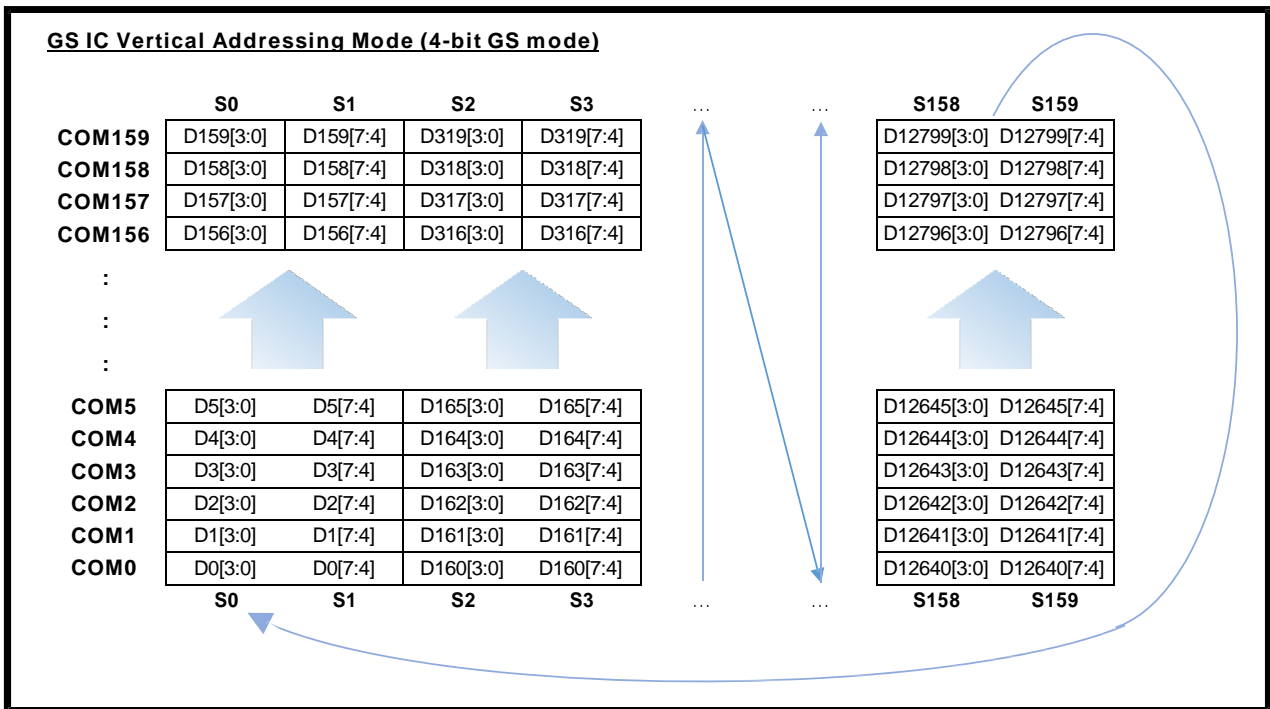 GS IC Vertical Addressing Mode (4-bit GS mode)
S0 S1 S2 S3 ... ... S158 S159
COM159 D159[3:0] D159[7:4] D319[3:0] D319[7:4] D12799[3:0] D12799[7:4]
COM158 D158[3:0] D158[7:4] D318[3:0] D318[7:4] D12798[3:0] D12798[7:4]
COM157 D157[3:0] D157[7:4] D317[3:0] D317[7:4] D12797[3:0] D12797[7:4]
COM156 D156[3:0] D156[7:4] D316[3:0] D316[7:4] D12796[3:0] D12796[7:4]
:
:
:
COM5 D5[3:0] D5[7:4] D165[3:0] D165[7:4] D12645[3:0] D12645[7:4]
COM4 D4[3:0] D4[7:4] D164[3:0] D164[7:4] D12644[3:0] D12644[7:4]
COM3 D3[3:0] D3[7:4] D163[3:0] D163[7:4] D12643[3:0] D12643[7:4]
COM2 D2[3:0] D2[7:4] D162[3:0] D162[7:4] D12642[3:0] D12642[7:4]
COM1 D1[3:0] D1[7:4] D161[3:0] D161[7:4] D12641[3:0] D12641[7:4]
COM0 D0[3:0] D0[7:4] D160[3:0] D160[7:4] D12640[3:0] D12640[7:4]
S0 S1 S2 S3 ... ... S158 S159